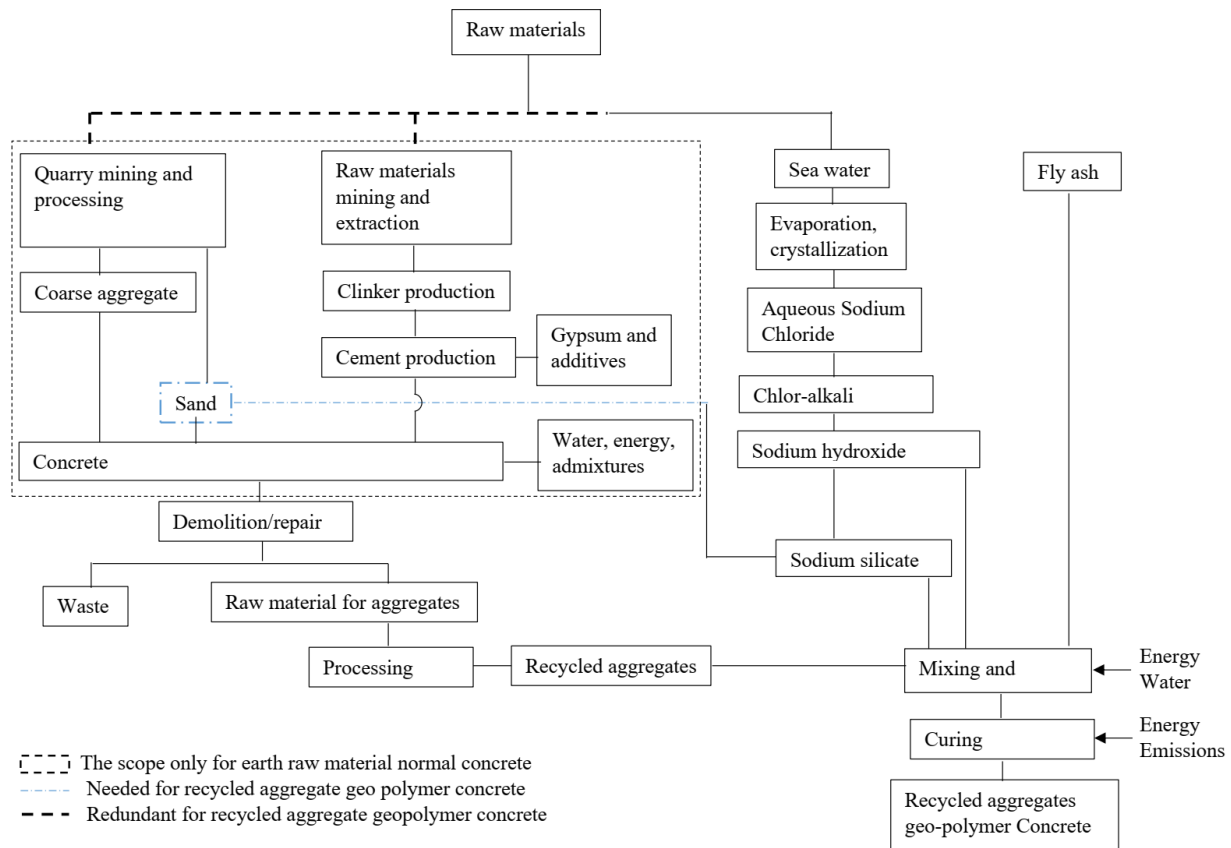 Raw materials
Quarry mining and
processing
Raw materials
mining and
extraction
Sea water
Fly ash
Evaporation,
crystallization
Coarse aggregate
Clinker production
Aqueous Sodium
Chloride
Gypsum and
additives
Cement production
Sand
Chlor-alkali
Concrete
Water, energy,
admixtures
Sodium hydroxide
Demolition/repair
Sodium silicate
Waste
Raw material for aggregates
Processing
Recycled aggregates
Mixing and
Energy
Water
Curing
Energy
Emissions
Recycled aggregates
geo-polymer Concrete
The scope only for earth raw material normal concrete
Needed for recycled aggregate geo polymer concrete
Redundant for recycled aggregate geopolymer concrete